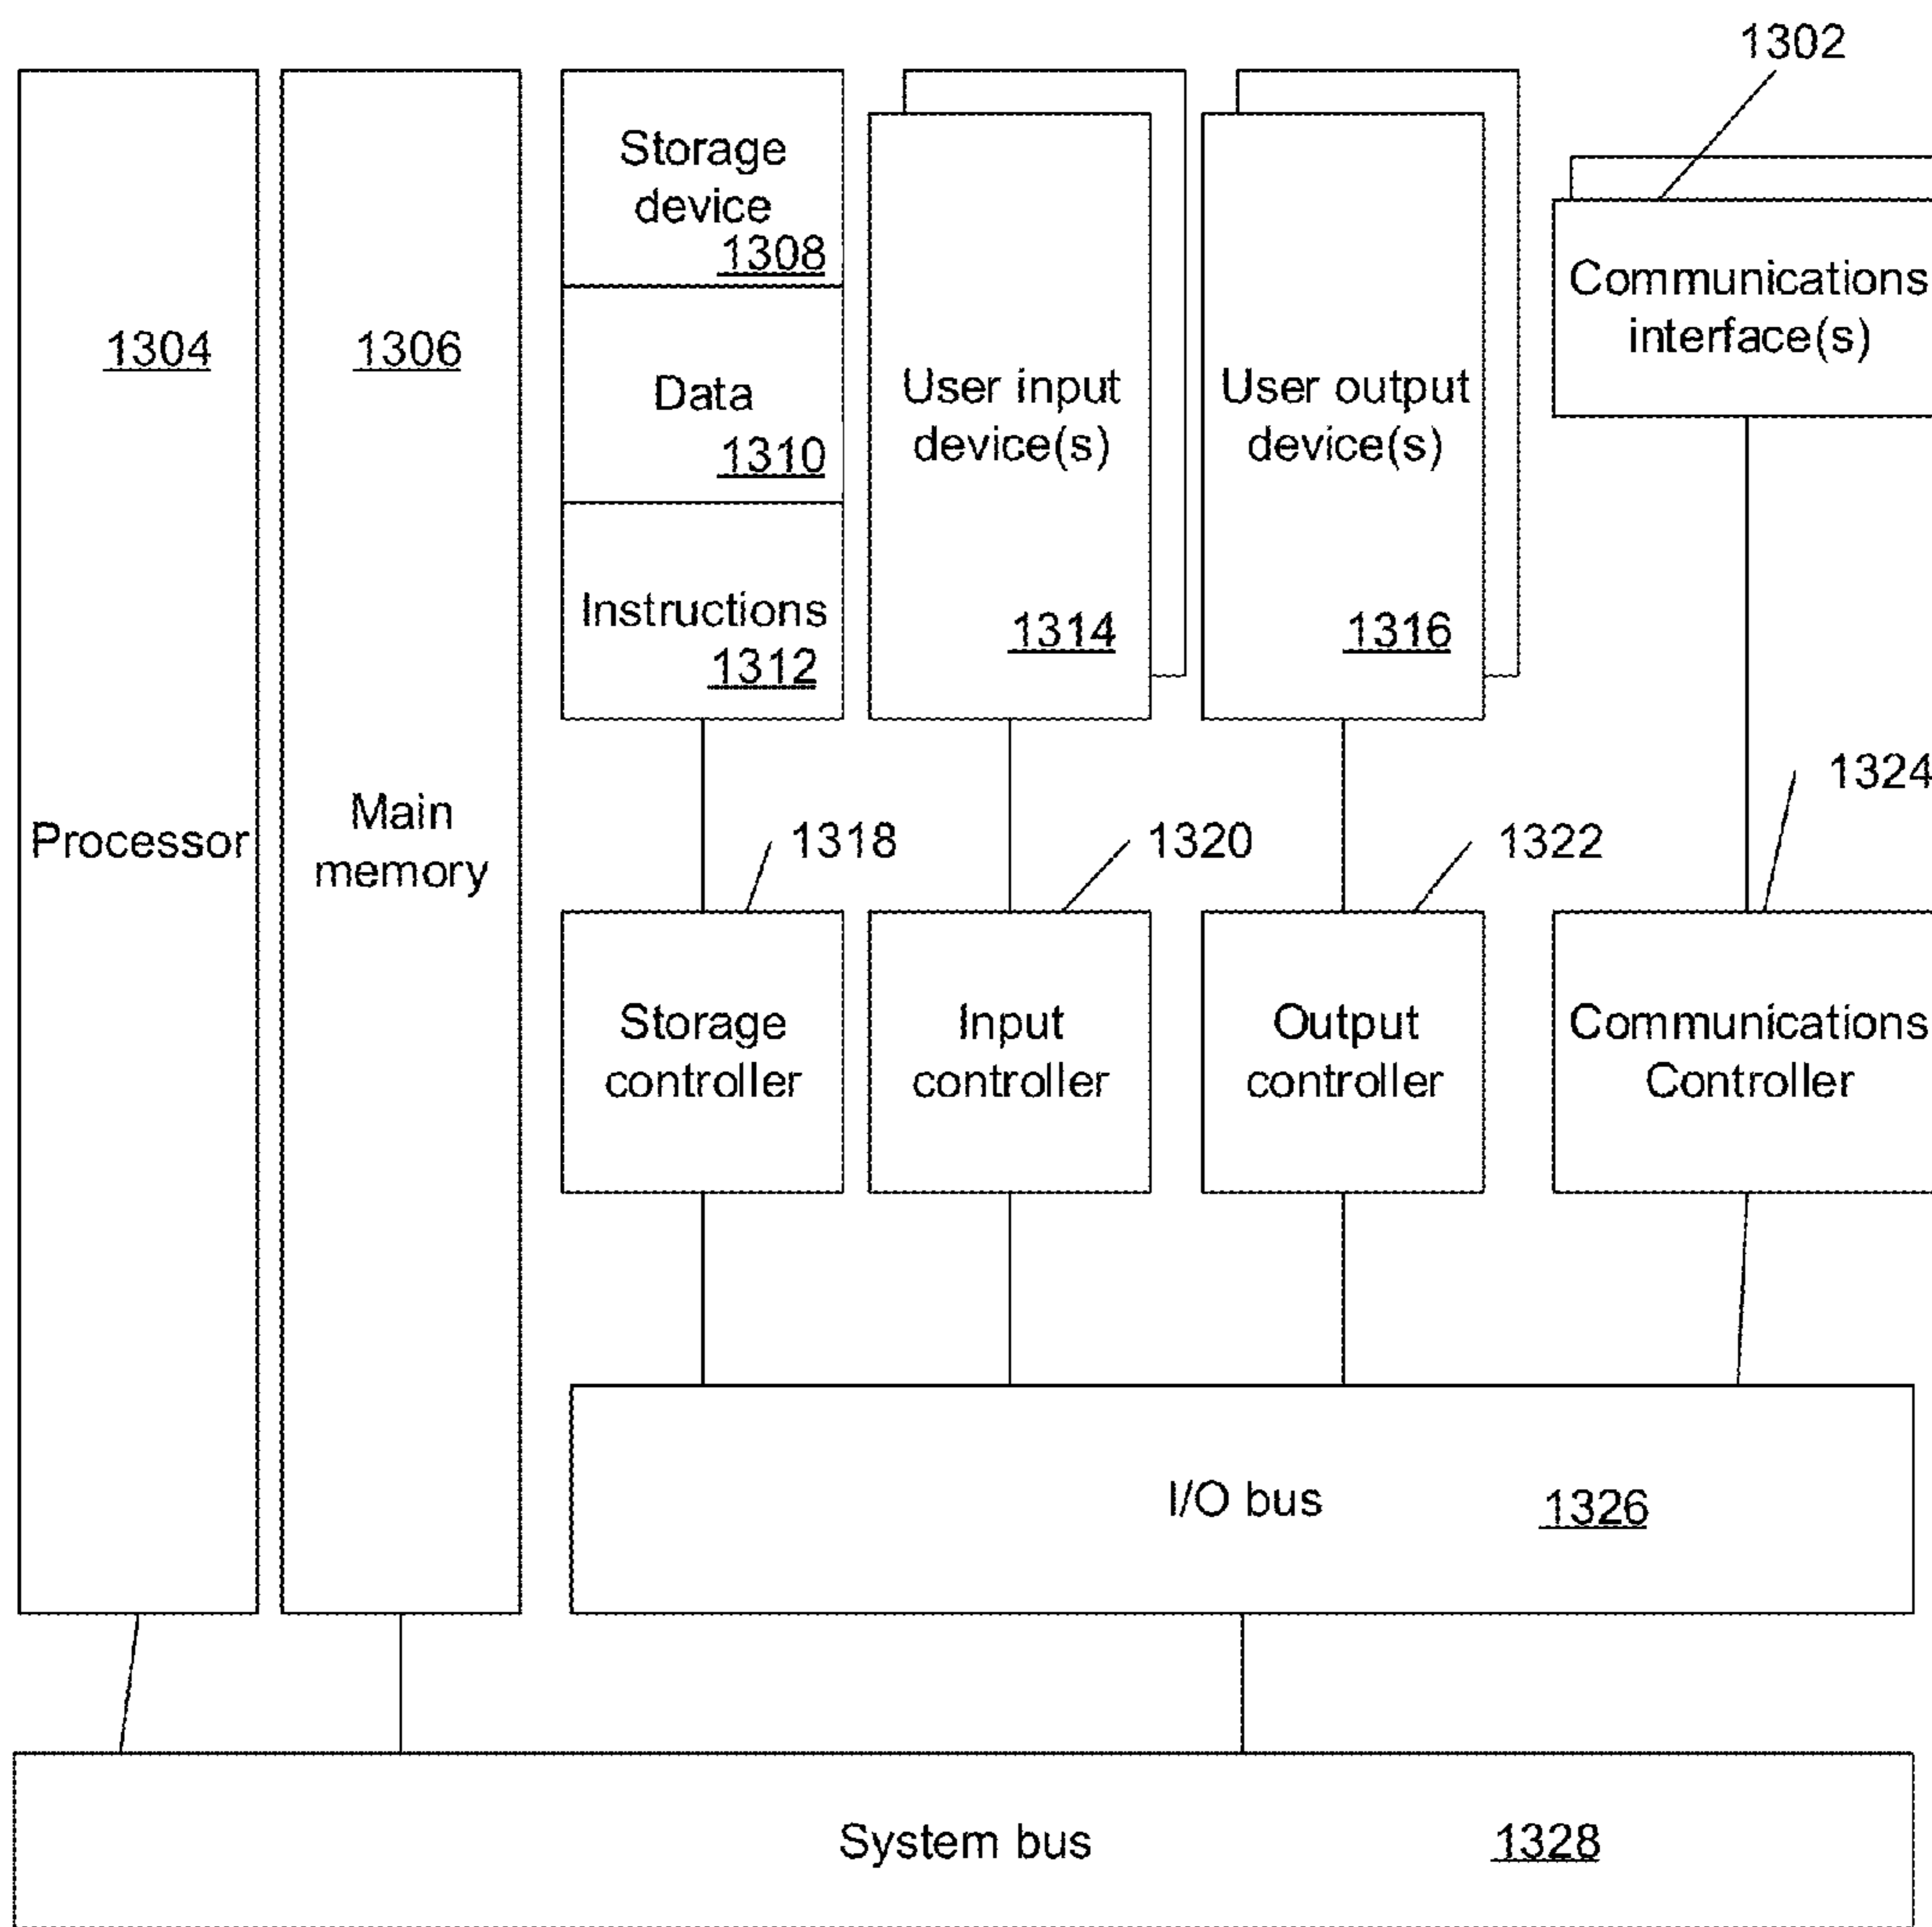 1302
Storage
device
1308
Communications
interface(s)
1304
1306
Data
1310
User input
device(s)
User output
device(s)
Instructions
1312
1314
1316
1324
Processor
Main
memory
1318
1320
1322
Storage
controller
Input
controller
Output
controller
Communications
Controller
I/O bus
1326
System bus
1328